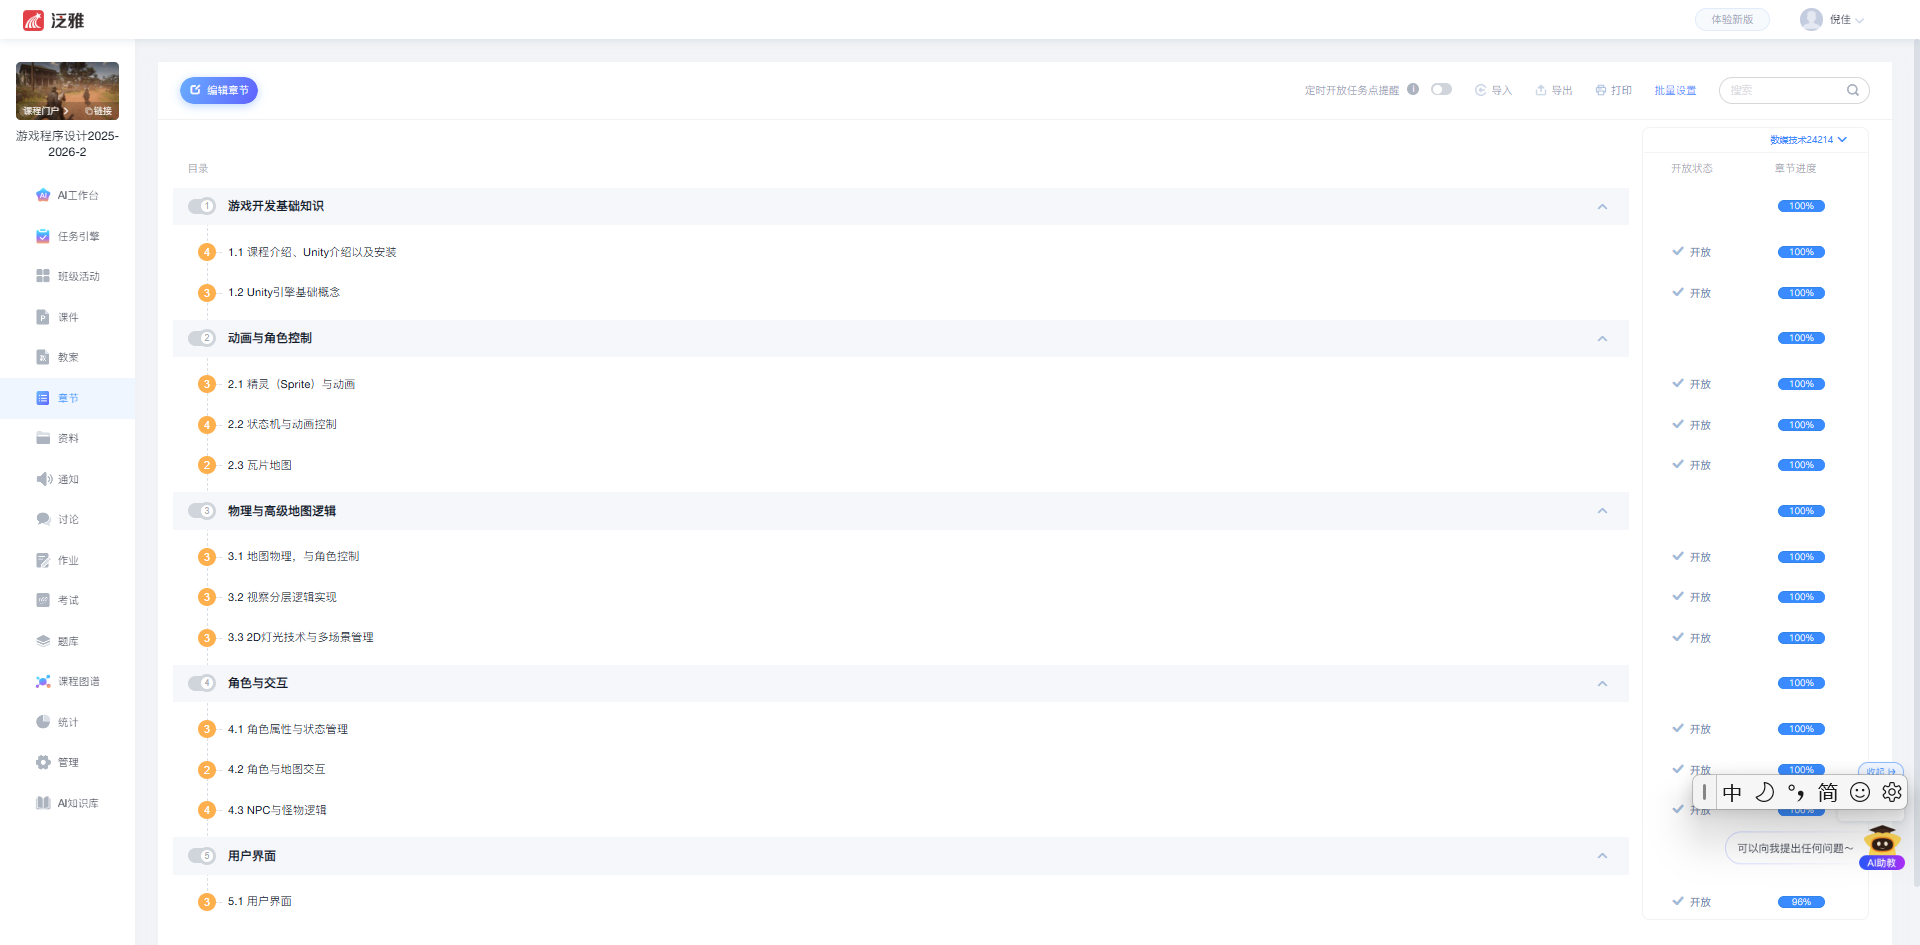 泛雅
体验新版
倪佳
课程门户
链接
游戏程序设计2025-
2026-2
AI工作台
任务引擎
班级活动
课件
教案
章节
资料
通知
讨论
作业
考试
题库
课程图谱
统计
管理
AI知识库
编辑章节
定时开放任务点提醒
导入
导出
打印
批量设置
搜索
数媒技术24214
目录
开放状态
章节进度
1 游戏开发基础知识 100%
4 1.1 课程介绍、Unity介绍以及安装 开放 100%
3 1.2 Unity引擎基础概念 开放 100%
2 动画与角色控制 100%
3 2.1 精灵（Sprite）与动画 开放 100%
4 2.2 状态机与动画控制 开放 100%
2 2.3 瓦片地图 开放 100%
3 物理与高级地图逻辑 100%
3 3.1 地图物理，与角色控制 开放 100%
3 3.2 视察分层逻辑实现 开放 100%
3 3.3 2D灯光技术与多场景管理 开放 100%
4 角色与交互 100%
3 4.1 角色属性与状态管理 开放 100%
2 4.2 角色与地图交互 开放 100%
收起
中 简
4 4.3 NPC与怪物逻辑 开放 100%
5 用户界面
可以向我提出任何问题～
AI助教
3 5.1 用户界面 开放 96%